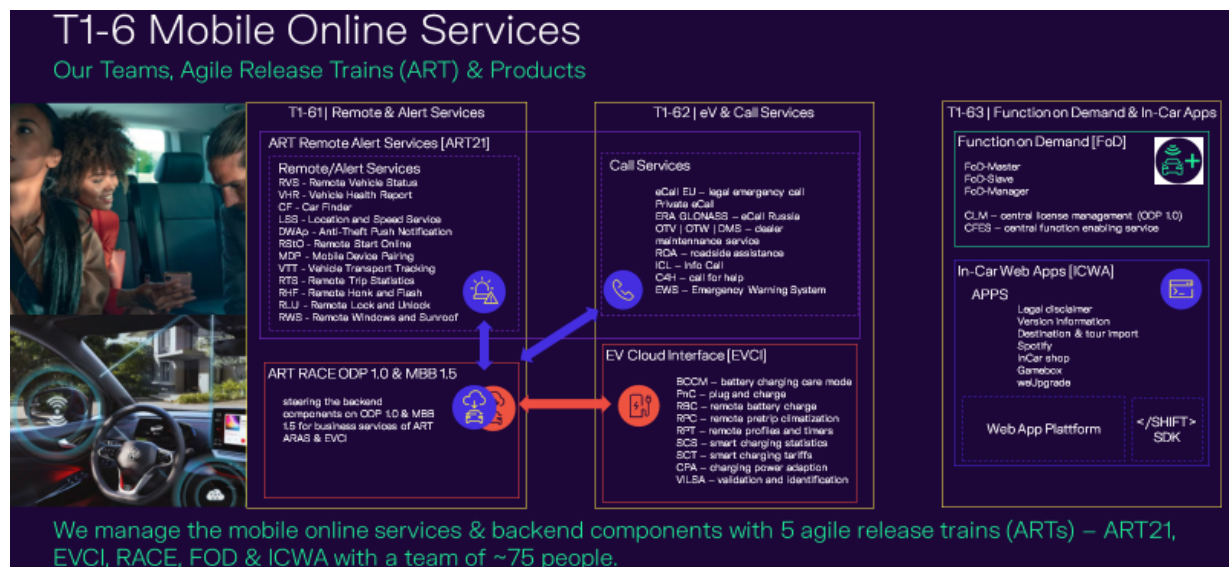 T1-6 Mobile Online Services
Our Teams, Agile Release Trains (ART) & Products
T1-61| Remote & Alert Services
ART Remote Alert Services [ART21]
Remote/Alert Services
RVS - Remote Vehicle Status
VHR - Vehicle Health Report
CF - Car Finder
LSS - Location and Speed Service
DWAp - Anti-Theft Push Notification
RStO - Remote Start Online
MDP - Mobile Device Pairing
VTT - Vehicle Transport Tracking
RTS - Remote Trip Statistics
RHF - Remote Honk and Flash
RLU - Remote Lock and Unlock
RWS - Remote Windows and Sunroof
ART RACE ODP 1.0 & MBB 1.5
steering the backend
components on ODP 1.0 & MBB
1.5 for business services of ART
ARAS & EVCI
T1-62| eV & Call Services
Call Services
eCall EU – legal emergency call
Private eCall
ERA GLONASS – eCall Russia
OTV | OTW | DMS – dealer
maintennance service
RDA – roadside assistance
ICL – Info Call
C4H – call for help
EWS – Emergency Warning System
EV Cloud Interface [EVCI]
BCCM – battery charging care mode
PnC – plug and charge
RBC – remote battery charge
RPC – remote pretrip climatization
RPT – remote profiles and timers
SCS – smart charging statistics
SCT – smart charging tariffs
CPA – charging power adaption
VILSA – validation and identification
T1-63| Function on Demand & In-Car Apps
Function on Demand [FoD]
FoD-Master
FoD-Slave
FoD-Manager
CLM – central license management (ODP 1.0)
CFES – central function enabling service
In-Car Web Apps [ICWA]
APPS
Legal disclaimer
Version information
Destination & tour import
Spotify
InCar shop
Gamebox
weUpgrade
Web App Plattform
</SHIFT>
SDK
We manage the mobile online services & backend components with 5 agile release trains (ARTs) – ART21,
EVCI, RACE, FOD & ICWA with a team of ~75 people.